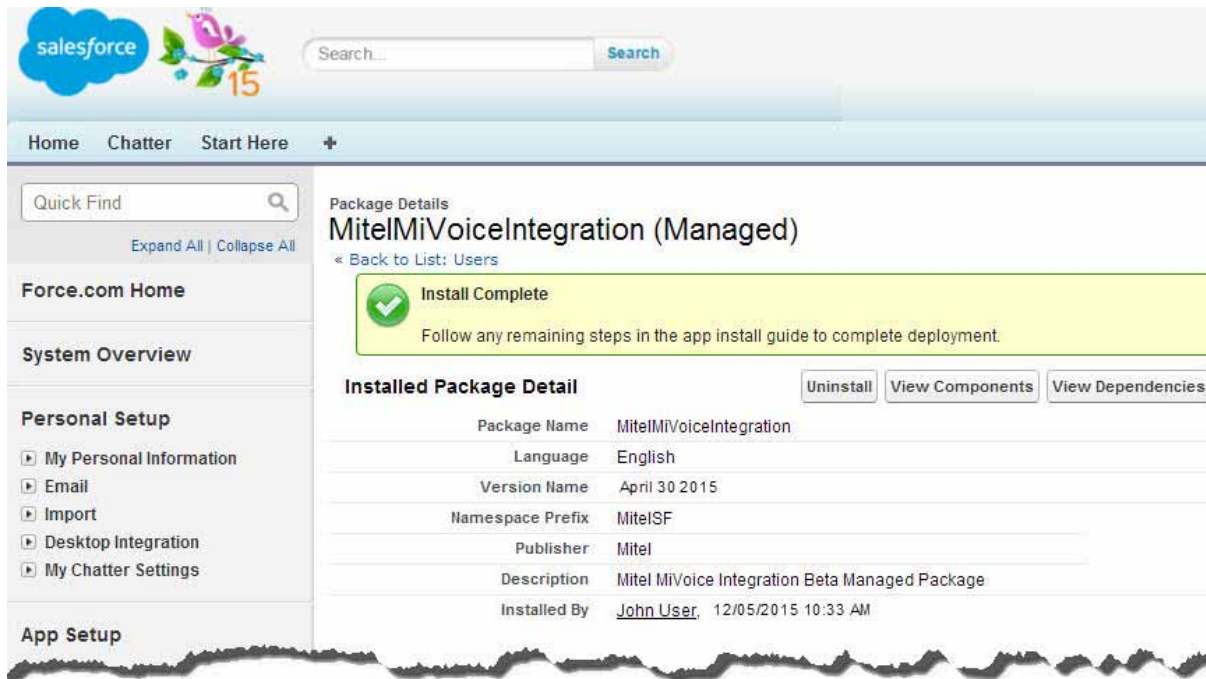 salesforce
15
Search...
Search
Home Chatter Start Here +
Quick Find
Expand All | Collapse All
Force.com Home
System Overview
Personal Setup
My Personal Information
Email
Import
Desktop Integration
My Chatter Settings
App Setup
Package Details
MitelMiVoiceIntegration (Managed)
« Back to List: Users
Install Complete
Follow any remaining steps in the app install guide to complete deployment.
Installed Package Detail Uninstall View Components View Dependencies
Package Name MitelMiVoiceIntegration
Language English
Version Name April 30 2015
Namespace Prefix MitelSF
Publisher Mitel
Description Mitel MiVoice Integration Beta Managed Package
Installed By John User, 12/05/2015 10:33 AM